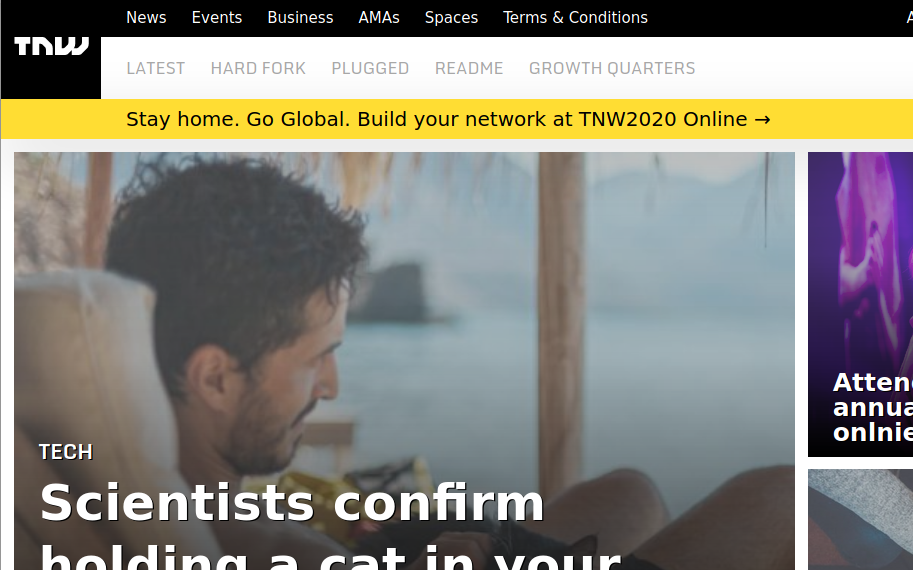 News Events Business AMAs Spaces Terms & Conditions
TNW
LATEST HARD FORK PLUGGED README GROWTH QUARTERS
Stay home. Go Global. Build your network at TNW2020 Online →
TECH
Scientists confirm
holding a cat in your
Atten
annua
onlnie